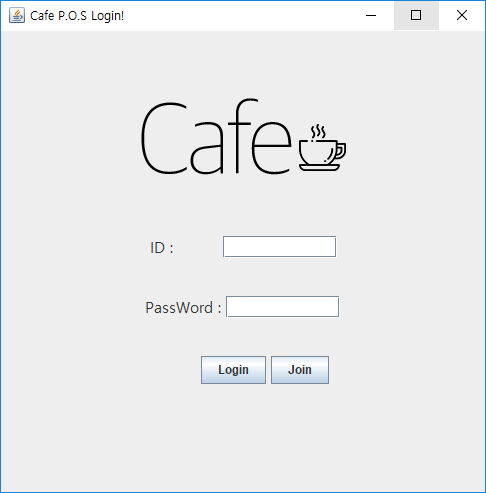 Cafe P.O.S Login!
Cafe
ID :
PassWord :
Login Join